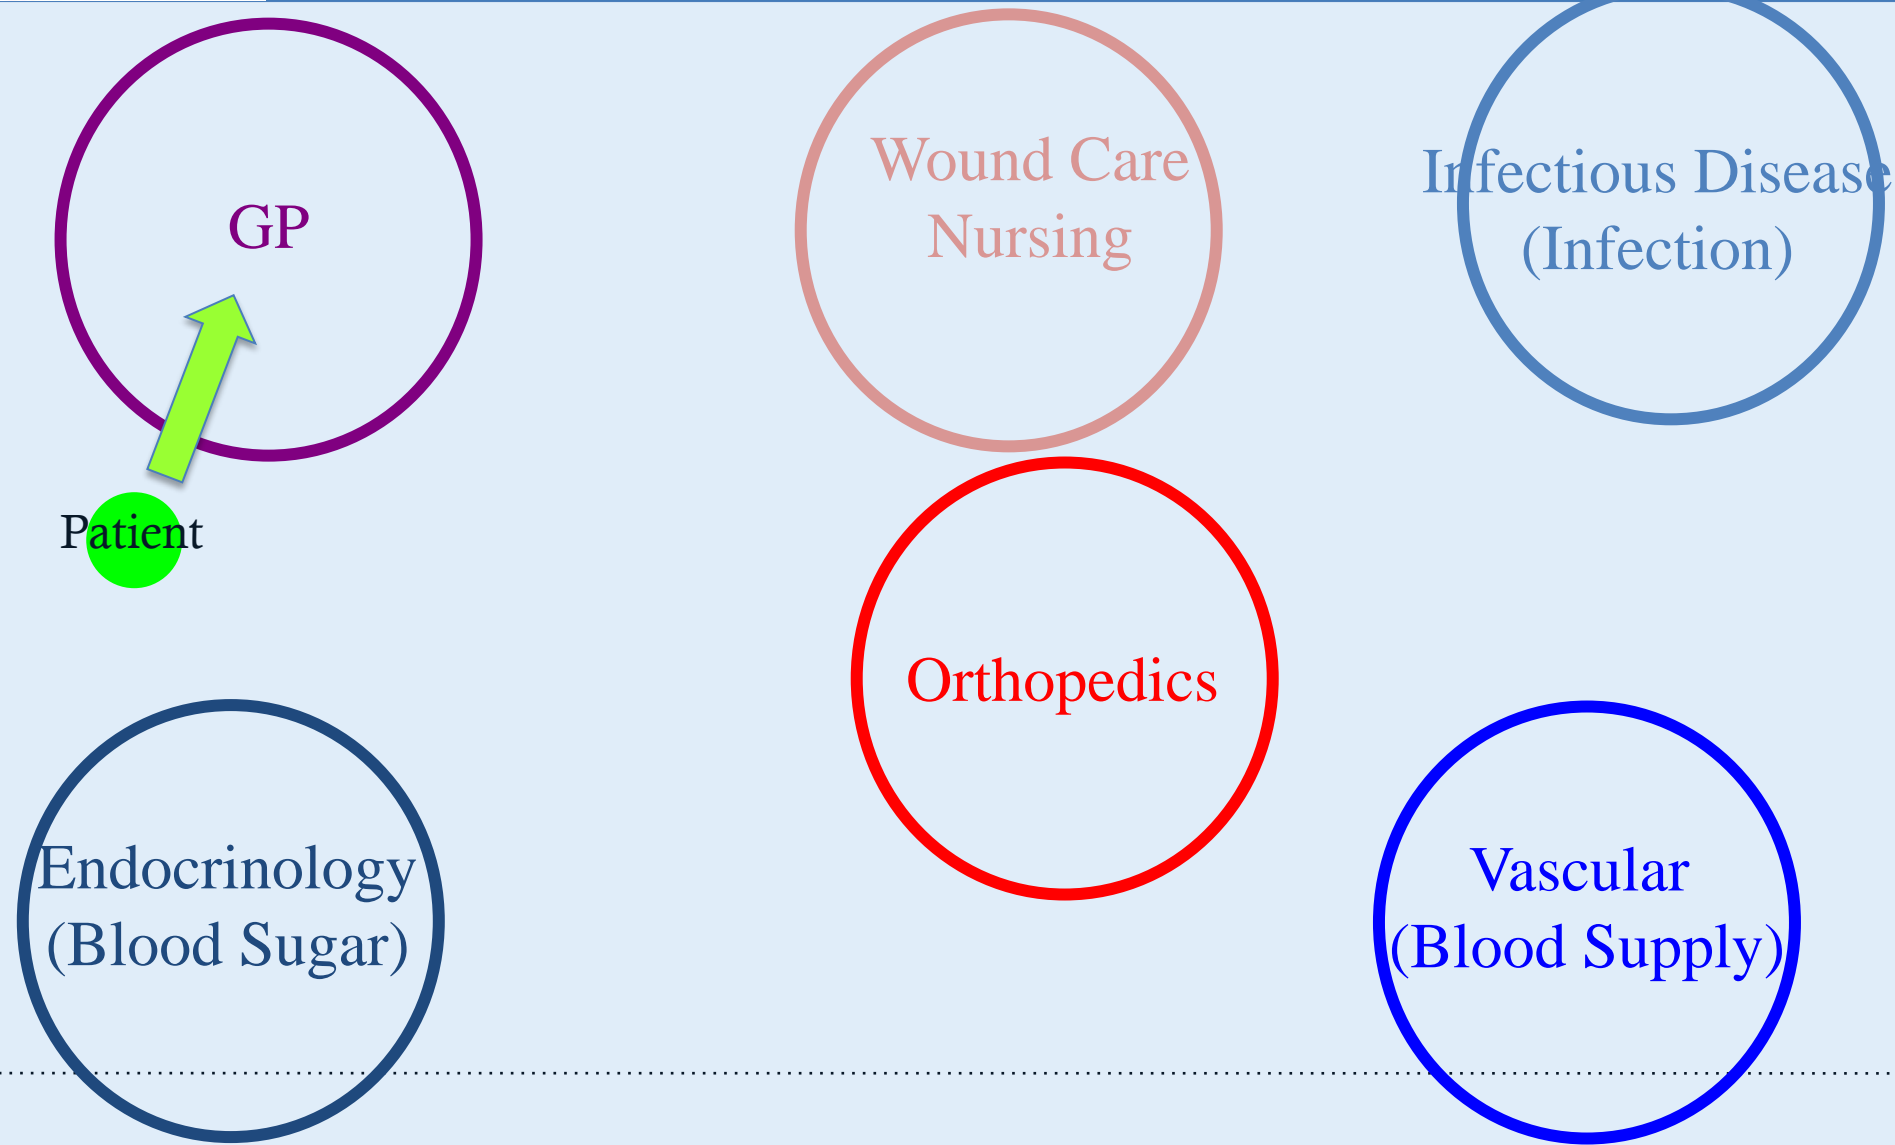 GP
Wound Care
Nursing
Infectious Disease
(Infection)
Patient
Orthopedics
Endocrinology
(Blood Sugar)
Vascular
(Blood Supply)